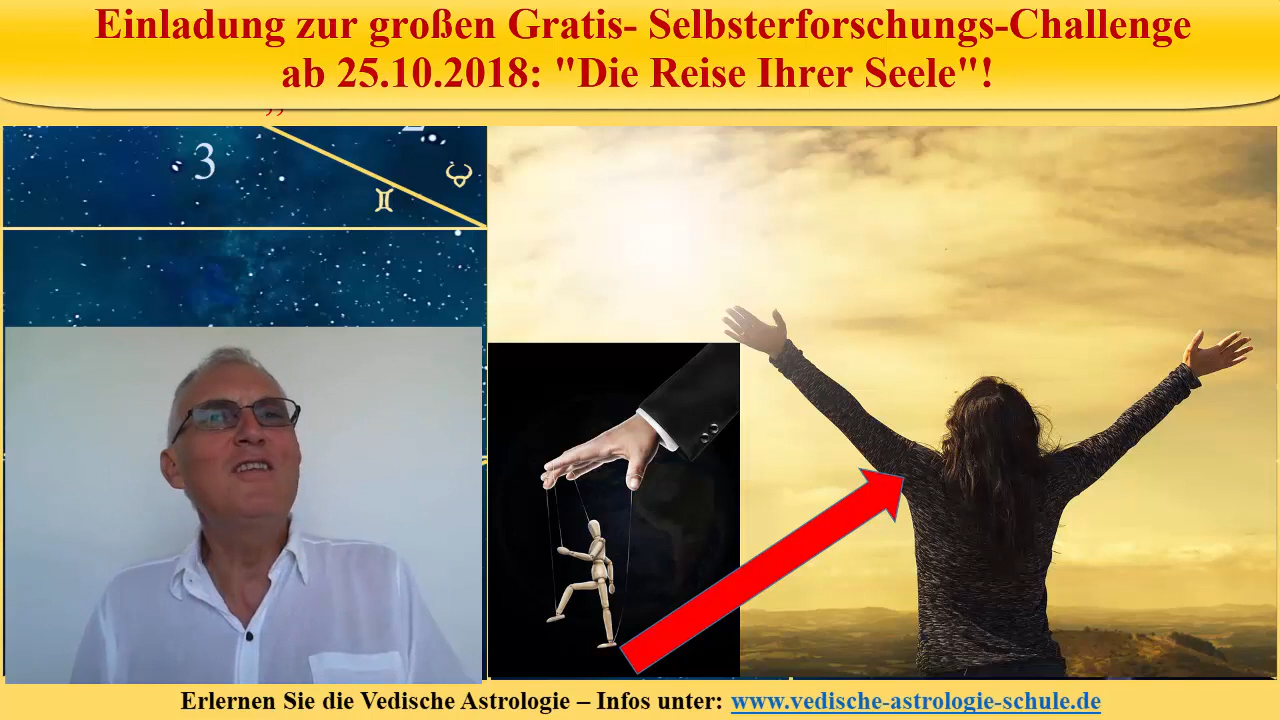 Einladung zur großen Gratis- Selbsterforschungs-Challenge
ab 25.10.2018: "Die Reise Ihrer Seele"!
3
Erlernen Sie die Vedische Astrologie – Infos unter: www.vedische-astrologie-schule.de